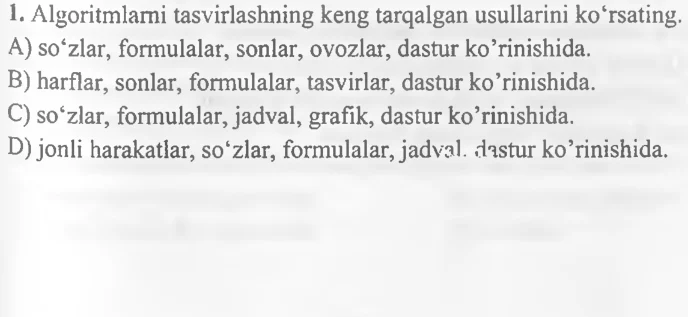 1. Algoritmlarni tasvirlashning keng tarqalgan usullarini ko‘rsating.
A) so‘zlar, formulalar, sonlar, ovozlar, dastur ko’rinishida.
B) harflar, sonlar, formulalar, tasvirlar, dastur ko’rinishida.
C) so‘zlar, formulalar, jadval, grafik, dastur ko’rinishida.
D) jonli harakatlar, so‘zlar, formulalar, jadval. dastur ko’rinishida.